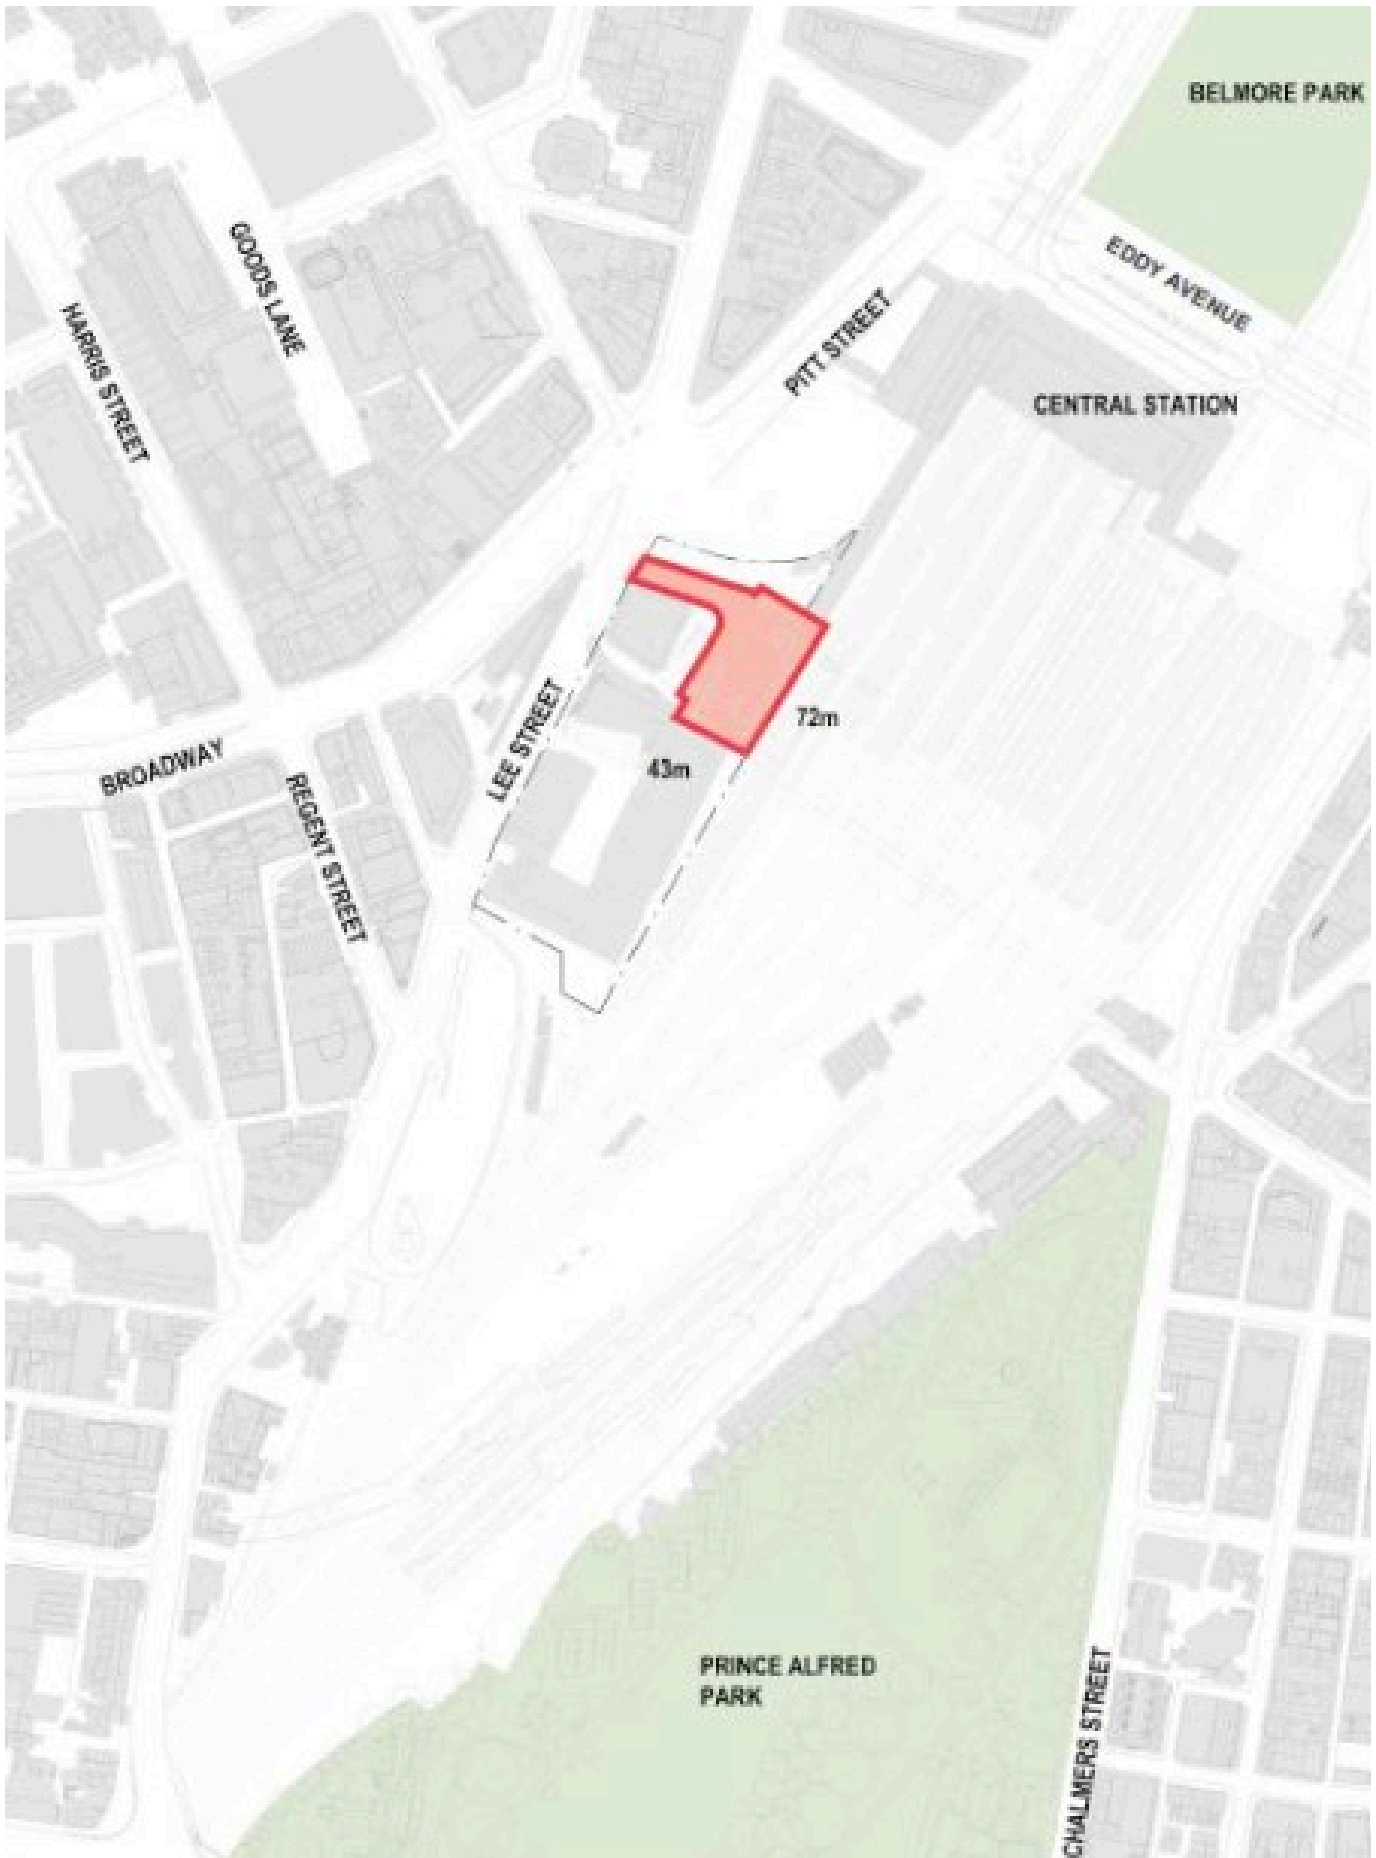 BELMORE PARK
EDDY AVENUE
GOODS LANE
HARRIS STREET
PITT STREET
CENTRAL STATION
LEE STREET
72m
43m
BROADWAY
REGENT STREET
PRINCE ALFRED
PARK
CHALMERS STREET